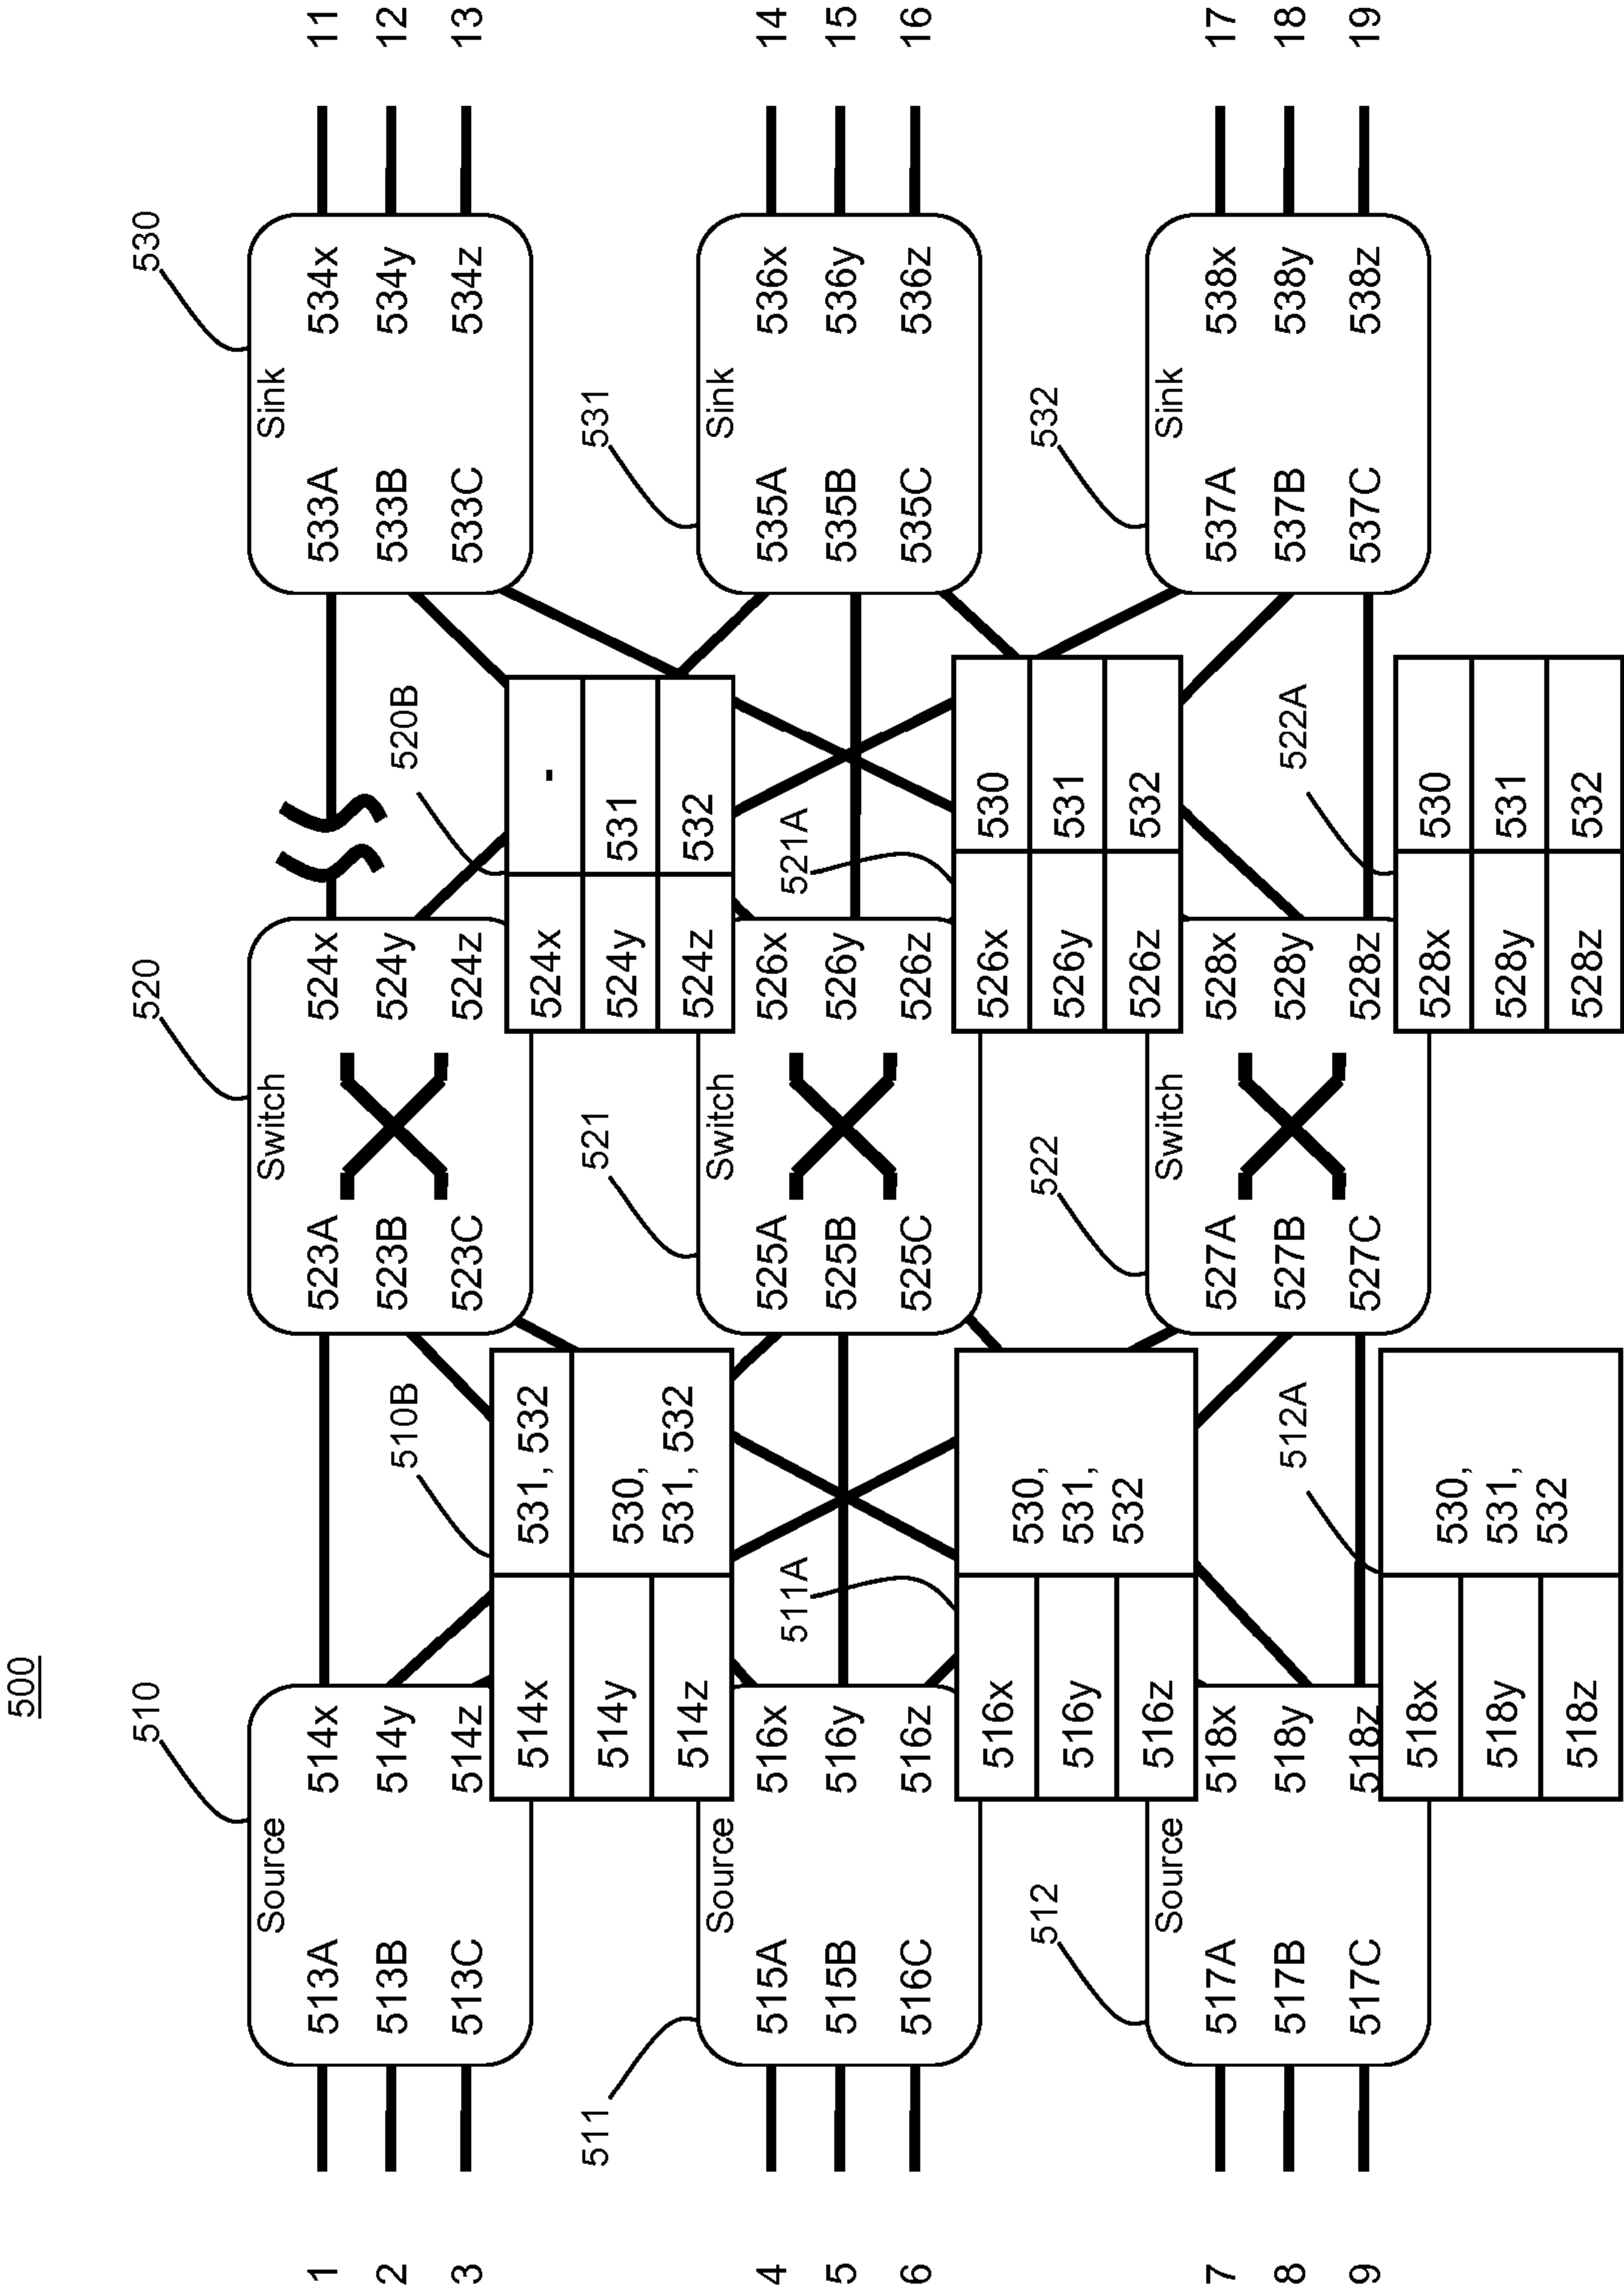 500
1
2
3
510
Source
513A 514x
513B 514y
513C 514z
510B
514x 531, 532
514y 530,
514z 531, 532
520
Switch
523A 524x
523B 524y
523C 524z
520B
524x -
524y 531
524z 532
530
Sink
533A 534x
533B 534y
533C 534z
11
12
13
4
5
6
511
Source
515A 516x
515B 516y
516C 516z
511A
516x 530,
516y 531,
516z 532
521
Switch
525A 526x
525B 526y
525C 526z
521A
526x 530
526y 531
526z 532
531
Sink
535A 536x
535B 536y
535C 536z
14
15
16
7
8
9
512
Source
517A 518x
517B 518y
517C 518z
512A
518x 530,
518y 531,
518z 532
522
Switch
527A 528x
527B 528y
527C 528z
522A
528x 530
528y 531
528z 532
532
Sink
537A 538x
537B 538y
537C 538z
17
18
19